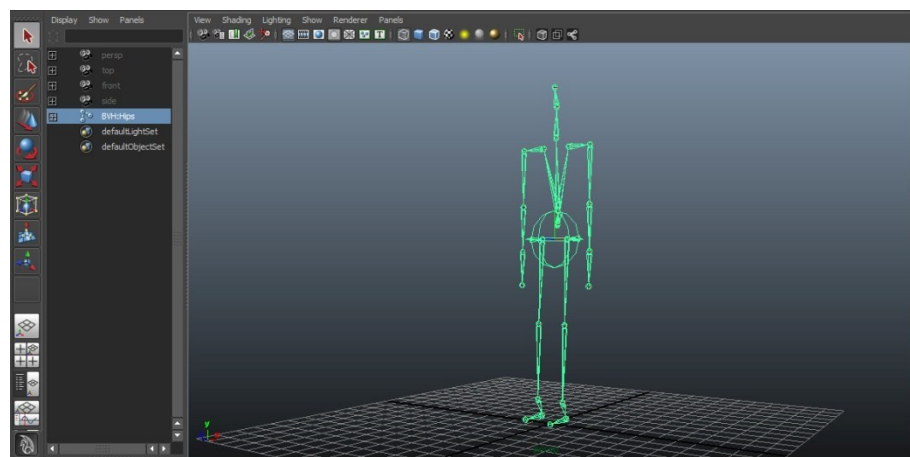 Display Show Panels
View Shading Lighting Show Renderer Panels
persp
top
front
side
BVH:Hips
defaultLightSet
defaultObjectSet
y